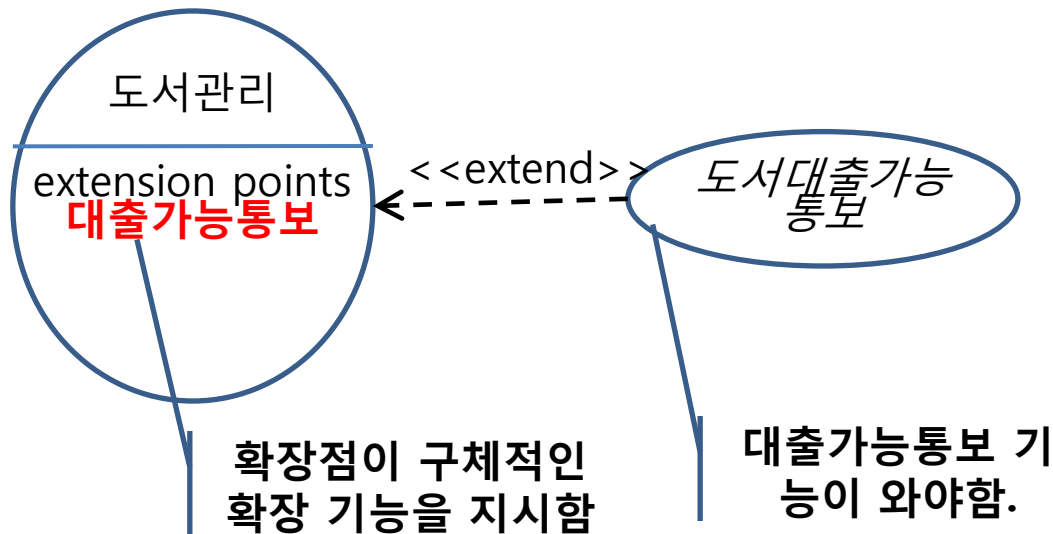 도서관리
extension points
대출가능통보
<<extend>>
도서대출가능
통보
확장점이 구체적인
확장 기능을 지시함
대출가능통보 기
능이 와야함.